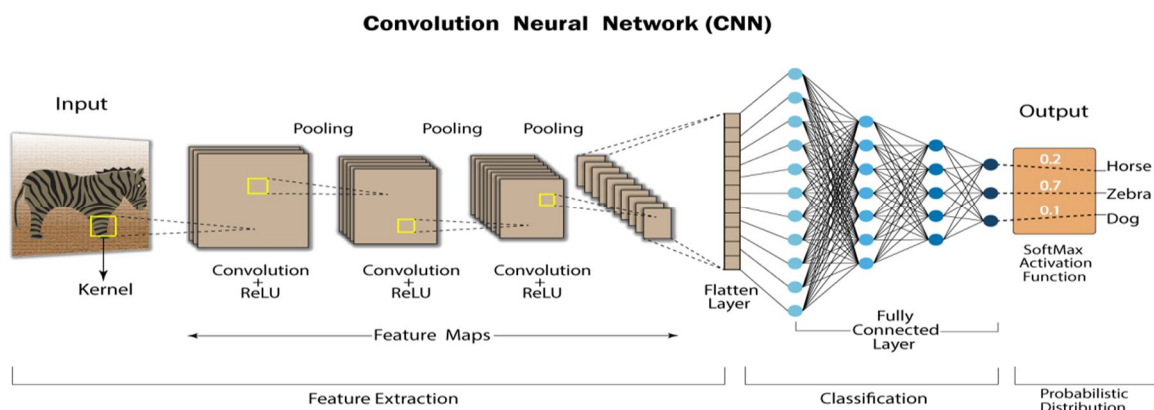 Convolution Neural Network (CNN)
Input
Output
Pooling
Pooling
Pooling
0.2
Horse
0.7
Zebra
0.1
Dog
Kernel
Convolution
+
ReLU
Convolution
+
ReLU
Convolution
+
ReLU
Flatten
Layer
SoftMax
Activation
Function
Feature Maps
Fully
Connected
Layer
Feature Extraction
Classification
Probabilistic
Distribution